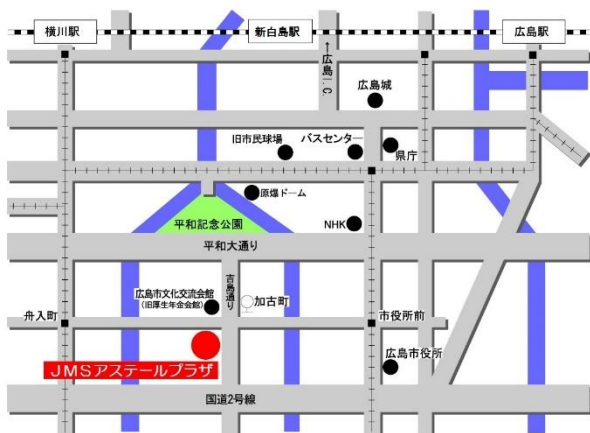 横川駅
新白島駅
広島駅
←広島I.C.
広島城
旧市民球場
バスセンター
県庁
原爆ドーム
平和記念公園
NHK
平和大通り
吉島通り
広島市文化交流会館
(旧厚生年金会館)
加古町
舟入町
市役所前
広島市役所
JMSアステールプラザ
国道2号線